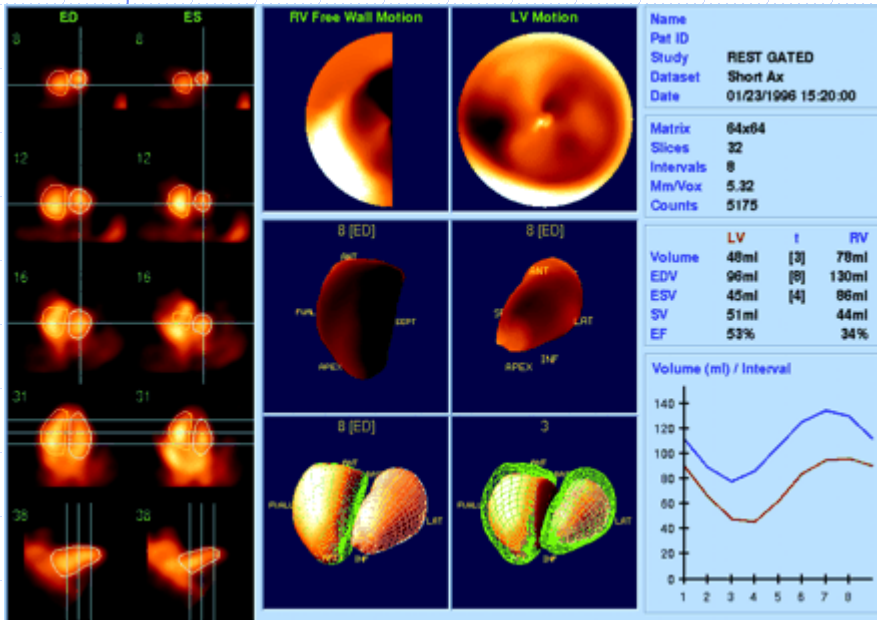 ED ES
8 8
12 12
16 16
31 31
38 38
RV Free Wall Motion
LV Motion
8 [ED]
ANT
SEPT
APEX
8 [ED]
ANT
LAT
INF
APEX
8 [ED]
ANT
LAT
INF
3
ANT
LAT
INF
Name
Pat ID
Study REST GATED
Dataset Short Ax
Date 01/23/1996 15:20:00
Matrix 64x64
Slices 32
Intervals 8
Mm/Vox 5.32
Counts 5175
LV t RV
Volume 48ml [3] 78ml
EDV 96ml [8] 130ml
ESV 45ml [4] 86ml
SV 51ml 44ml
EF 53% 34%
Volume (ml) / Interval
140
120
100
80
60
40
20
0
1 2 3 4 5 6 7 8